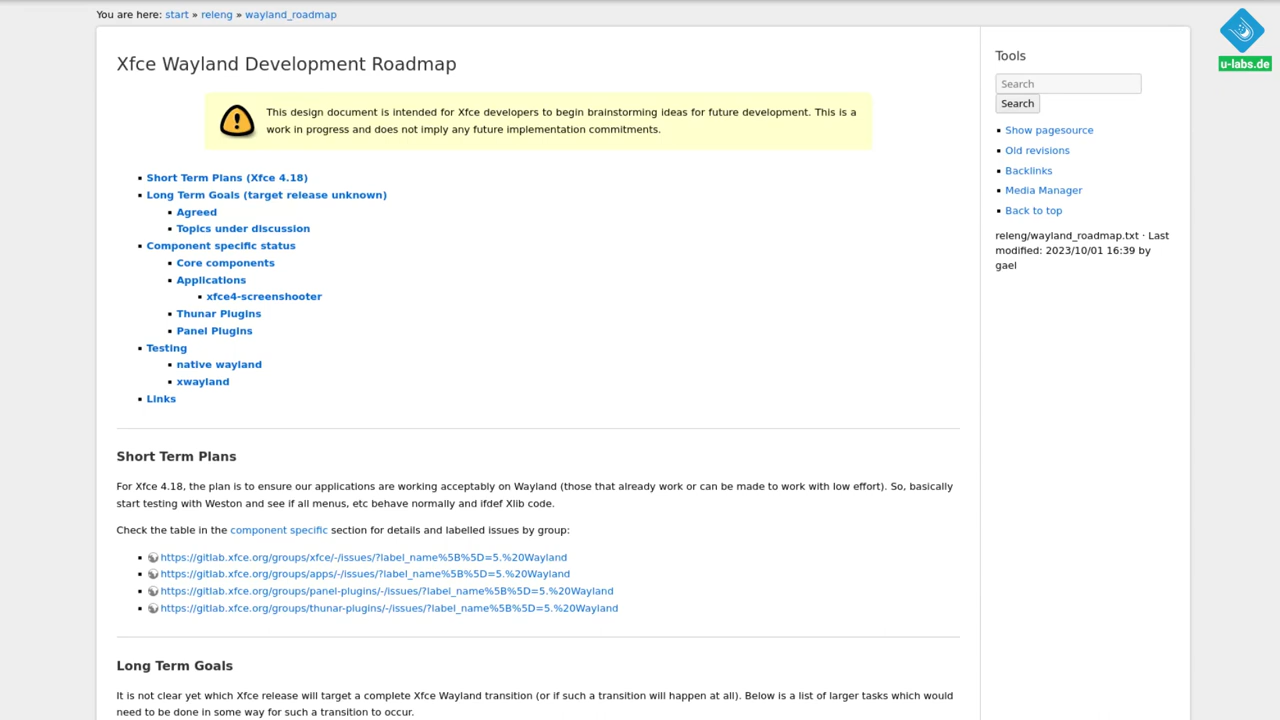 You are here: start » releng » wayland_roadmap
u-labs.de
Xfce Wayland Development Roadmap
This design document is intended for Xfce developers to begin brainstorming ideas for future development. This is a
work in progress and does not imply any future implementation commitments.
Short Term Plans (Xfce 4.18)
Long Term Goals (target release unknown)
Agreed
Topics under discussion
Component specific status
Core components
Applications
xfce4-screenshooter
Thunar Plugins
Panel Plugins
Testing
native wayland
xwayland
Links
Short Term Plans
For Xfce 4.18, the plan is to ensure our applications are working acceptably on Wayland (those that already work or can be made to work with low effort). So, basically
start testing with Weston and see if all menus, etc behave normally and ifdef Xlib code.
Check the table in the component specific section for details and labelled issues by group:
https://gitlab.xfce.org/groups/xfce/-/issues/?label_name%5B%5D=5.%20Wayland
https://gitlab.xfce.org/groups/apps/-/issues/?label_name%5B%5D=5.%20Wayland
https://gitlab.xfce.org/groups/panel-plugins/-/issues/?label_name%5B%5D=5.%20Wayland
https://gitlab.xfce.org/groups/thunar-plugins/-/issues/?label_name%5B%5D=5.%20Wayland
Long Term Goals
It is not clear yet which Xfce release will target a complete Xfce Wayland transition (or if such a transition will happen at all). Below is a list of larger tasks which would
need to be done in some way for such a transition to occur.
Tools
Search
Search
Show pagesource
Old revisions
Backlinks
Media Manager
Back to top
releng/wayland_roadmap.txt · Last
modified: 2023/10/01 16:39 by
gael